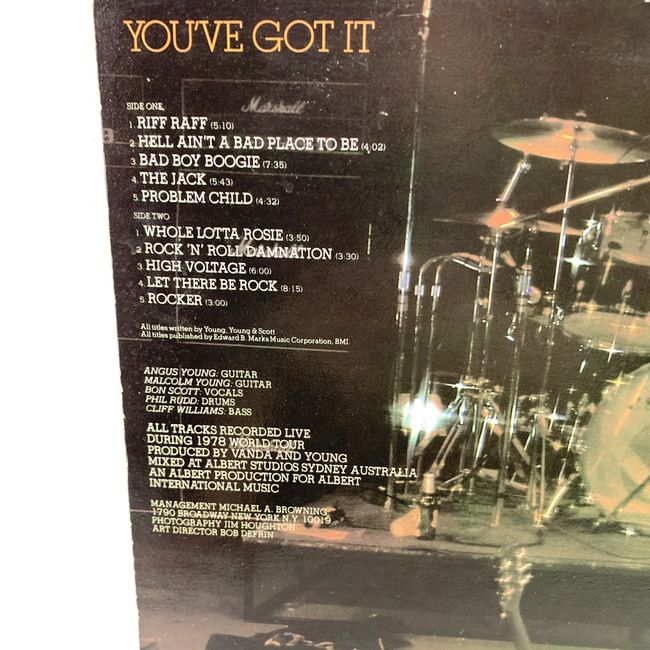 YOU'VE GOT IT
Marshall
SIDE ONE
1. RIFF RAFF (5:10)
2. HELL AIN'T A BAD PLACE TO BE (4:02)
3. BAD BOY BOOGIE (7:35)
4. THE JACK (5:43)
5. PROBLEM CHILD (4:32)
SIDE TWO
1. WHOLE LOTTA ROSIE (3:50)
2. ROCK 'N' ROLL DAMNATION (3:30)
3. HIGH VOLTAGE (6:00)
4. LET THERE BE ROCK (8:15)
5. ROCKER (3:00)
All titles written by Young, Young & Scott
All titles published by Edward B. Marks Music Corporation, BMI
ANGUS YOUNG: GUITAR
MALCOLM YOUNG: GUITAR
BON SCOTT: VOCALS
PHIL RUDD: DRUMS
CLIFF WILLIAMS: BASS
ALL TRACKS RECORDED LIVE
DURING 1978 WORLD TOUR
PRODUCED BY VANDA AND YOUNG
MIXED AT ALBERT STUDIOS SYDNEY AUSTRALIA
AN ALBERT PRODUCTION FOR ALBERT
INTERNATIONAL MUSIC
MANAGEMENT MICHAEL A. BROWNING
1790 BROADWAY NEW YORK N.Y. 10019
PHOTOGRAPHY JIM HOUGHTON
ART DIRECTOR BOB DEFRIN